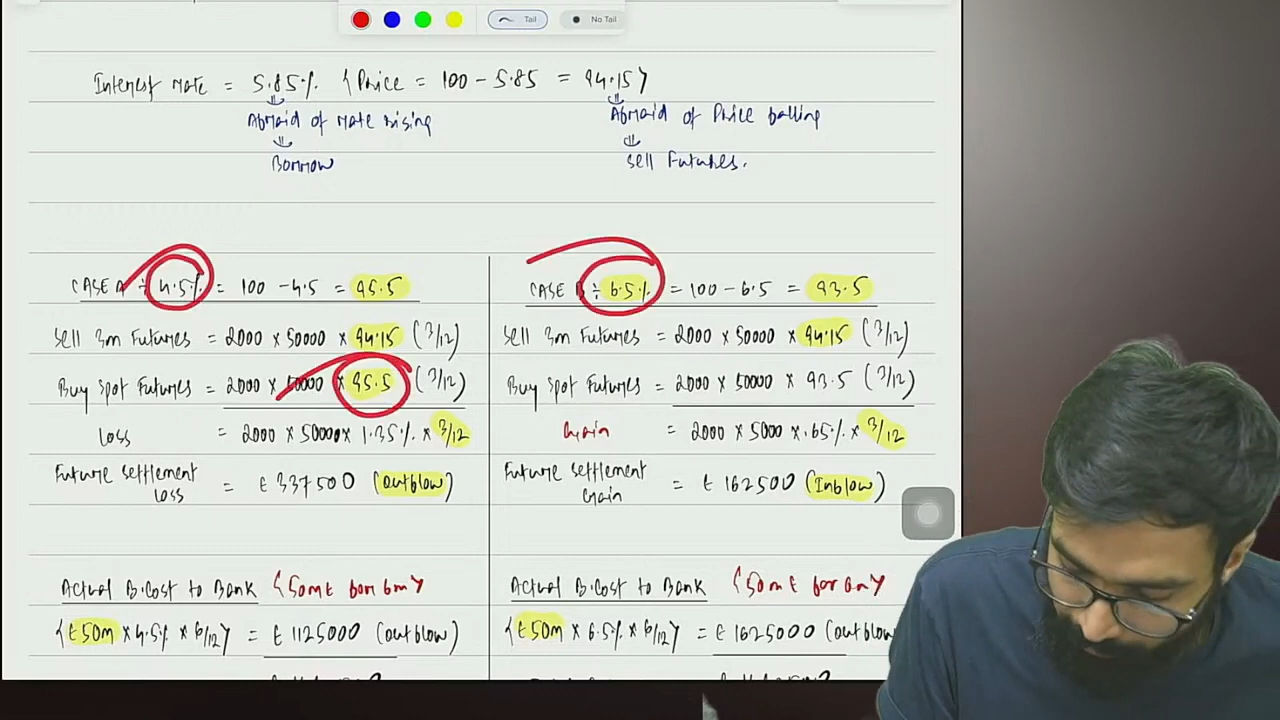 Tail
No Tail
Interest rate = 5.85% {Price = 100 - 5.85 = 94.15}
Afraid of rate rising
Afraid of Price falling
Borrow
Sell Futures.
CASE A ÷ 4.5% = 100 - 4.5 = 95.5
Sell 3m Futures = 2000 × 50000 × 94.15 (3/12)
Buy Spot Futures = 2000 × 50000 × 95.5 (3/12)
Loss = 2000 × 50000 × 1.35% × 3/12
Future Settlement Loss = £ 337500 (Outflow)
Actual B.Cost to Bank {50m £ for 6m}
{£50m × 4.5% × 6/12} = £ 1125000 (outflow)
CASE B ÷ 6.5% = 100 - 6.5 = 93.5
Sell 3m Futures = 2000 × 50000 × 94.15 (3/12)
Buy Spot Futures = 2000 × 50000 × 93.5 (3/12)
Gain = 2000 × 5000 × .65% × 3/12
Future Settlement Gain = £ 162500 (Inflow)
Actual B.Cost to Bank {50m £ for 6m}
{£50m × 6.5% × 6/12} = £ 1625000 (outflow